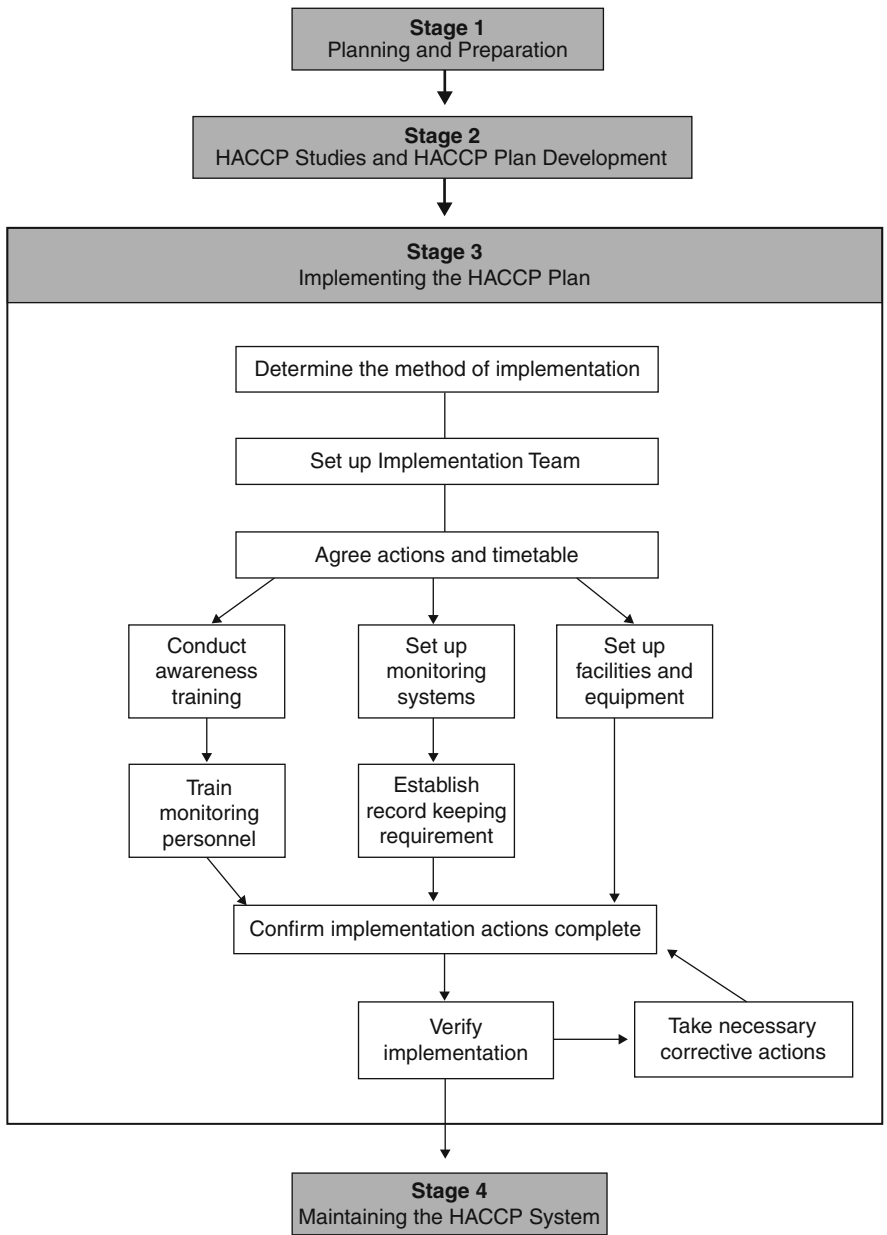 Stage 1
Planning and Preparation
Stage 2
HACCP Studies and HACCP Plan Development
Stage 3
Implementing the HACCP Plan
Determine the method of implementation
Set up Implementation Team
Agree actions and timetable
Conduct
awareness
training
Set up
monitoring
systems
Set up
facilities and
equipment
Train
monitoring
personnel
Establish
record keeping
requirement
Confirm implementation actions complete
Verify
implementation
Take necessary
corrective actions
Stage 4
Maintaining the HACCP System